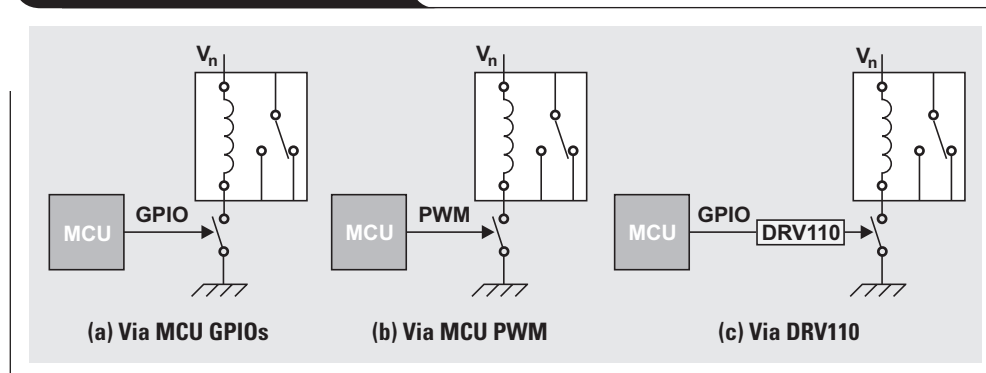 Vn
MCU
GPIO
(a) Via MCU GPIOs
Vn
MCU
PWM
(b) Via MCU PWM
Vn
MCU
GPIO
DRV110
(c) Via DRV110